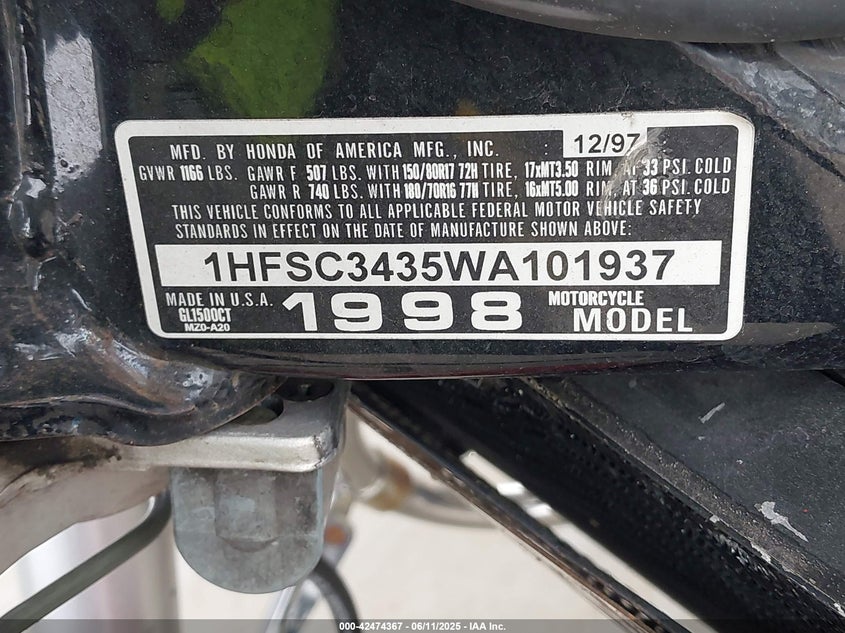 MFD. BY HONDA OF AMERICA MFG., INC. 12/97
GVWR 1166 LBS. GAWR F 507 LBS. WITH 150/80R17 72H TIRE, 17xMT3.50 RIM, AT 33 PSI. COLD
GAWR R 740 LBS. WITH 180/70R16 77H TIRE, 16xMT5.00 RIM, AT 36 PSI. COLD
THIS VEHICLE CONFORMS TO ALL APPLICABLE FEDERAL MOTOR VEHICLE SAFETY
STANDARDS IN EFFECT ON THE DATE OF MANUFACTURE SHOWN ABOVE:
1HFSC3435WA101937
MADE IN U.S.A. 1998 MOTORCYCLE
GL1500CT MODEL
MZ0-A20
000-42474367 - 06/11/2025 - IAA Inc.